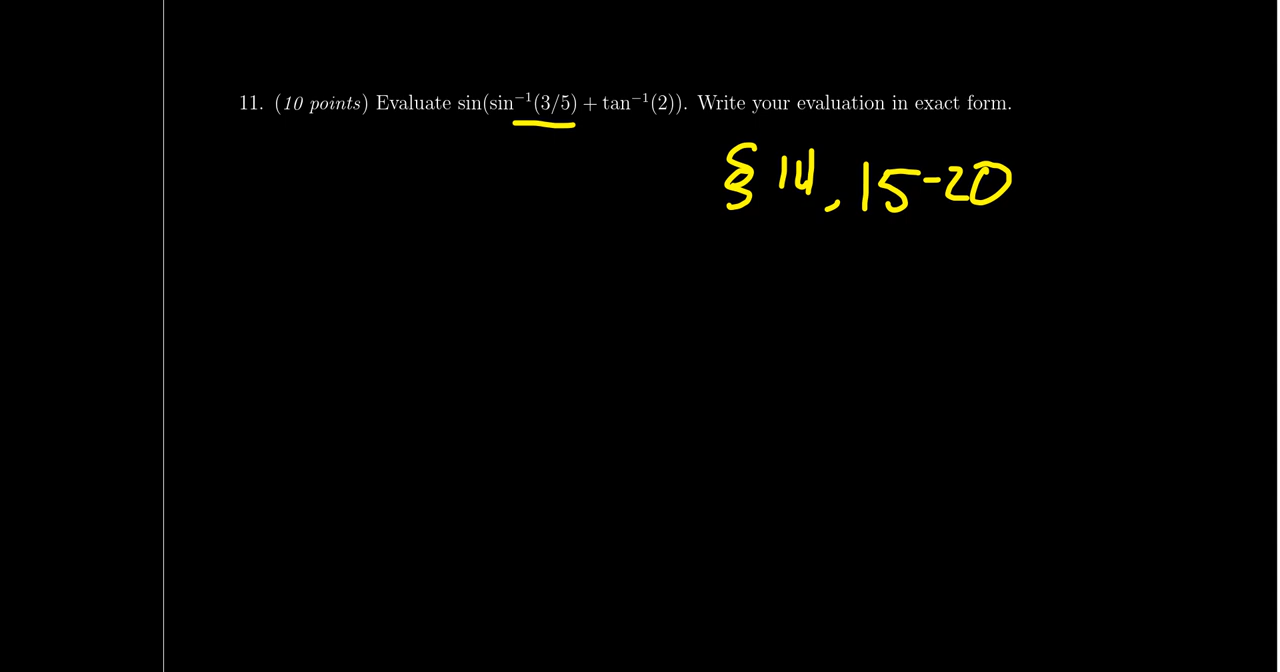 11. (10 points) Evaluate sin(sin⁻¹(3/5) + tan⁻¹(2)). Write your evaluation in exact form.
§ 14, 15-20